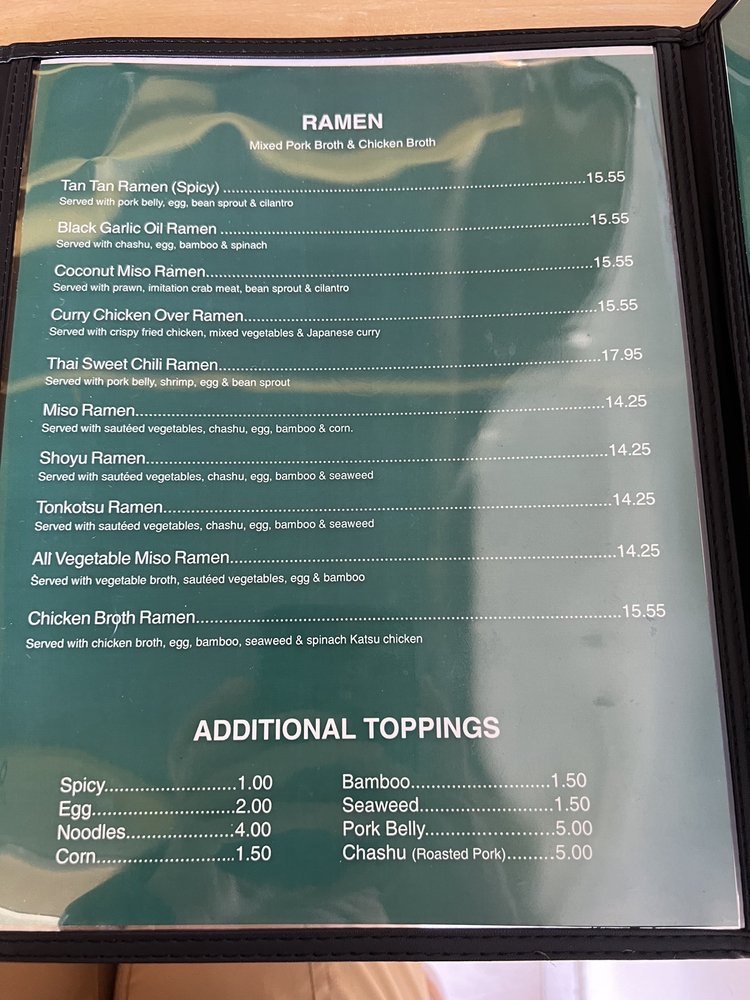 RAMEN
Mixed Pork Broth & Chicken Broth
Tan Tan Ramen (Spicy)..........15.55
Served with pork belly, egg, bean sprout & cilantro
Black Garlic Oil Ramen..........15.55
Served with chashu, egg, bamboo & spinach
Coconut Miso Ramen..........15.55
Served with prawn, imitation crab meat, bean sprout & cilantro
Curry Chicken Over Ramen..........15.55
Served with crispy fried chicken, mixed vegetables & Japanese curry
Thai Sweet Chili Ramen..........17.95
Served with pork belly, shrimp, egg & bean sprout
Miso Ramen..........14.25
Served with sautéed vegetables, chashu, egg, bamboo & corn.
Shoyu Ramen..........14.25
Served with sautéed vegetables, chashu, egg, bamboo & seaweed
Tonkotsu Ramen..........14.25
Served with sautéed vegetables, chashu, egg, bamboo & seaweed
All Vegetable Miso Ramen..........14.25
Served with vegetable broth, sautéed vegetables, egg & bamboo
Chicken Broth Ramen..........15.55
Served with chicken broth, egg, bamboo, seaweed & spinach Katsu chicken
ADDITIONAL TOPPINGS
Spicy..........1.00
Egg..........2.00
Noodles..........4.00
Corn..........1.50
Bamboo..........1.50
Seaweed..........1.50
Pork Belly..........5.00
Chashu (Roasted Pork)..........5.00